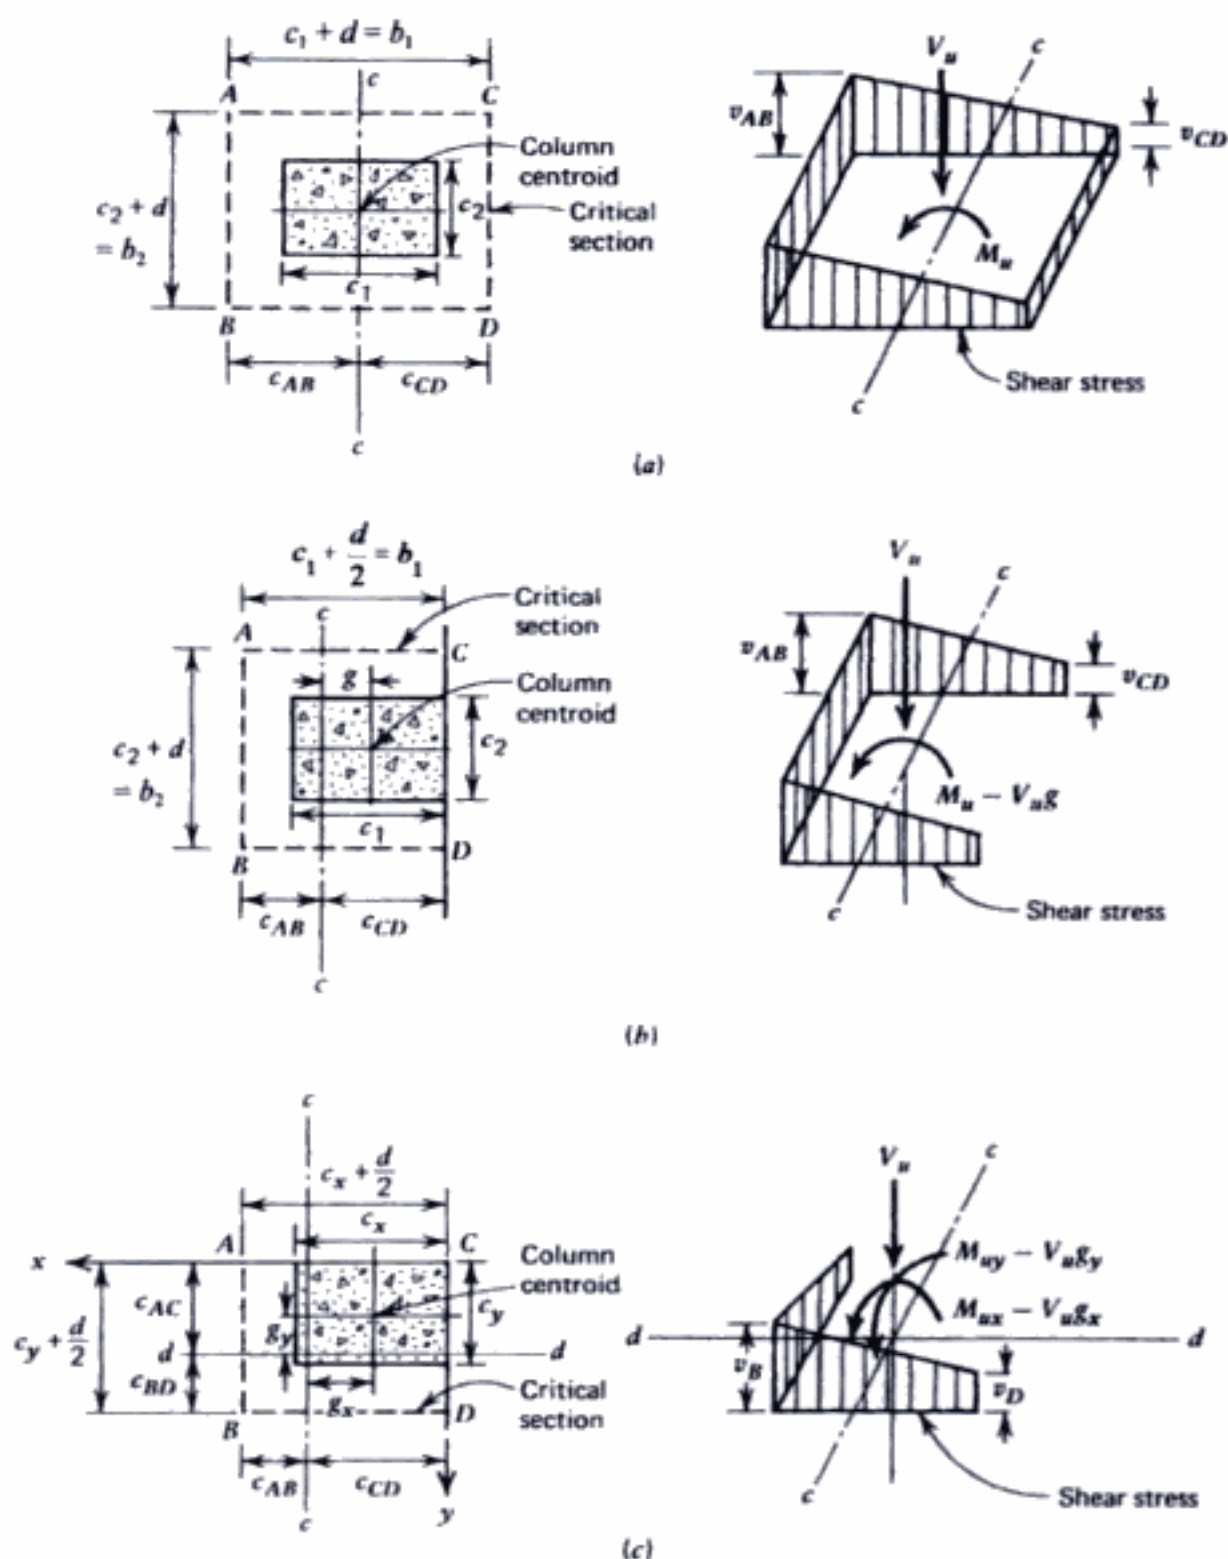 c₁ + d = b₁
c
A
C
Column
centroid
c₂ + d
= b₂
c₂
Critical
section
c₁
B
D
c_AB
c_CD
c
V_u
c
v_AB
v_CD
M_u
Shear stress
c
(a)
c₁ + d/2 = b₁
Critical
section
c
A
C
g
Column
centroid
c₂ + d
= b₂
c₂
c₁
B
D
c_AB
c_CD
c
V_u
c
v_AB
v_CD
M_u − V_u g
c
Shear stress
(b)
c
c_x + d/2
c_x
A
C
x
Column
centroid
c_AC
c_y
c_y + d/2
g_y
d
d
c_BD
g_x
Critical
section
B
D
c_AB
c_CD
c
y
V_u
c
M_uy − V_u g_y
M_ux − V_u g_x
d
d
v_B
v_D
c
Shear stress
(c)